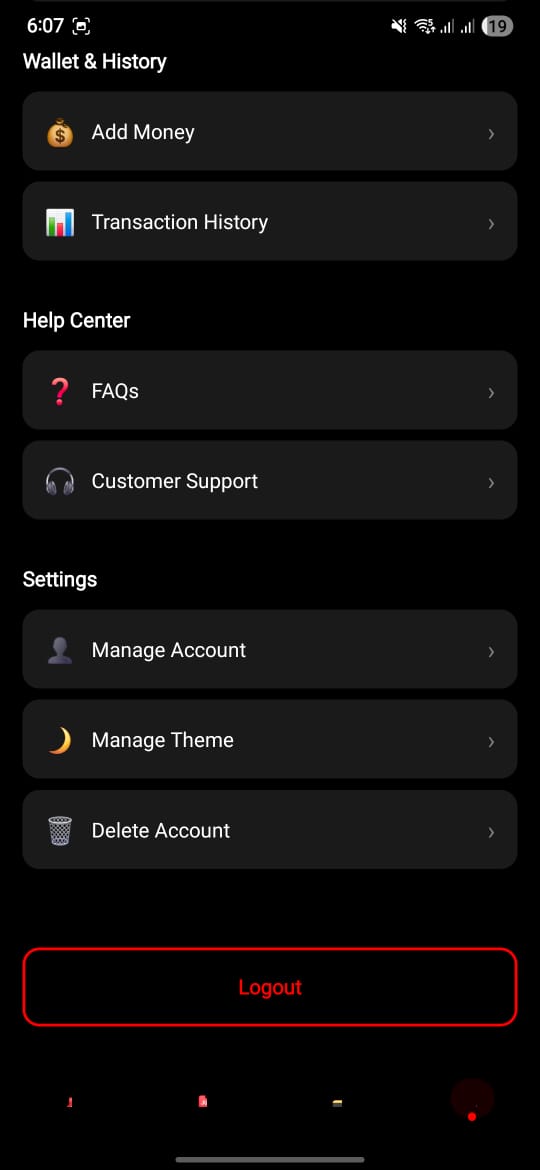 6:07
19
Wallet & History
Add Money
Transaction History
Help Center
FAQs
Customer Support
Settings
Manage Account
Manage Theme
Delete Account
Logout